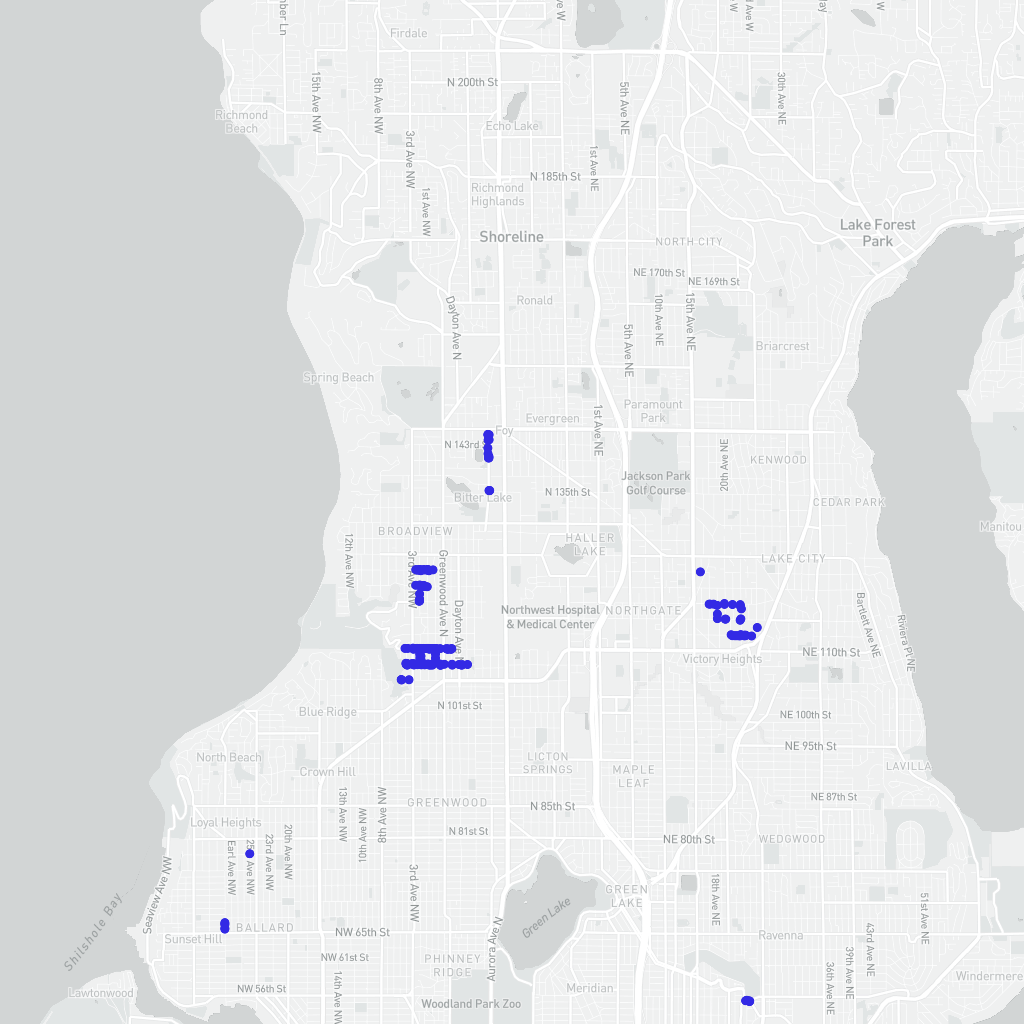 Firdale
N 200th St
15th Ave NW
8th Ave NW
5th Ave NE
30th Ave NE
Richmond
Beach
Echo Lake
3rd Ave NW
1st Ave NE
N 185th St
Richmond
Highlands
1st Ave NW
Lake Forest
Park
Shoreline
NORTH CITY
NE 170th St
NE 169th St
Dayton Ave N
Ronald
10th Ave NE
15th Ave NE
5th Ave NE
Briarcrest
Spring Beach
Paramount
Park
Evergreen
1st Ave NE
Foy
N 143rd
20th Ave NE
KENWOOD
Jackson Park
Golf Course
Bitter Lake
N 135th St
CEDAR PARK
Manitou
BROADVIEW
HALLER
LAKE
12th Ave NW
3rd Ave NW
Greenwood Ave N
LAKE CITY
Dayton Ave N
Northwest Hospital
& Medical Center
NORTHGATE
Bartlett Ave NE
Riviera Pl NE
Victory Heights
NE 110th St
Blue Ridge
N 101st St
NE 100th St
NE 95th St
North Beach
Crown Hill
LICTON
SPRINGS
MAPLE
LEAF
LAVILLA
13th Ave NW
10th Ave NW
8th Ave NW
GREENWOOD
N 85th St
NE 87th St
Loyal Heights
N 81st St
NE 80th St
WEDGWOOD
Earl Ave NW
Ave NW
23rd Ave NW
20th Ave NW
Seaview Ave NW
3rd Ave NW
GREEN
LAKE
18th Ave NE
51st Ave NE
Shilshole Bay
Green Lake
Aurora Ave N
BALLARD
Sunset Hill
NW 65th St
Ravenna
43rd Ave NE
39th Ave NE
36th Ave NE
NW 61st St
PHINNEY
RIDGE
Windermere
Lawtonwood
NW 56th St
14th Ave NW
Meridian
Woodland Park Zoo